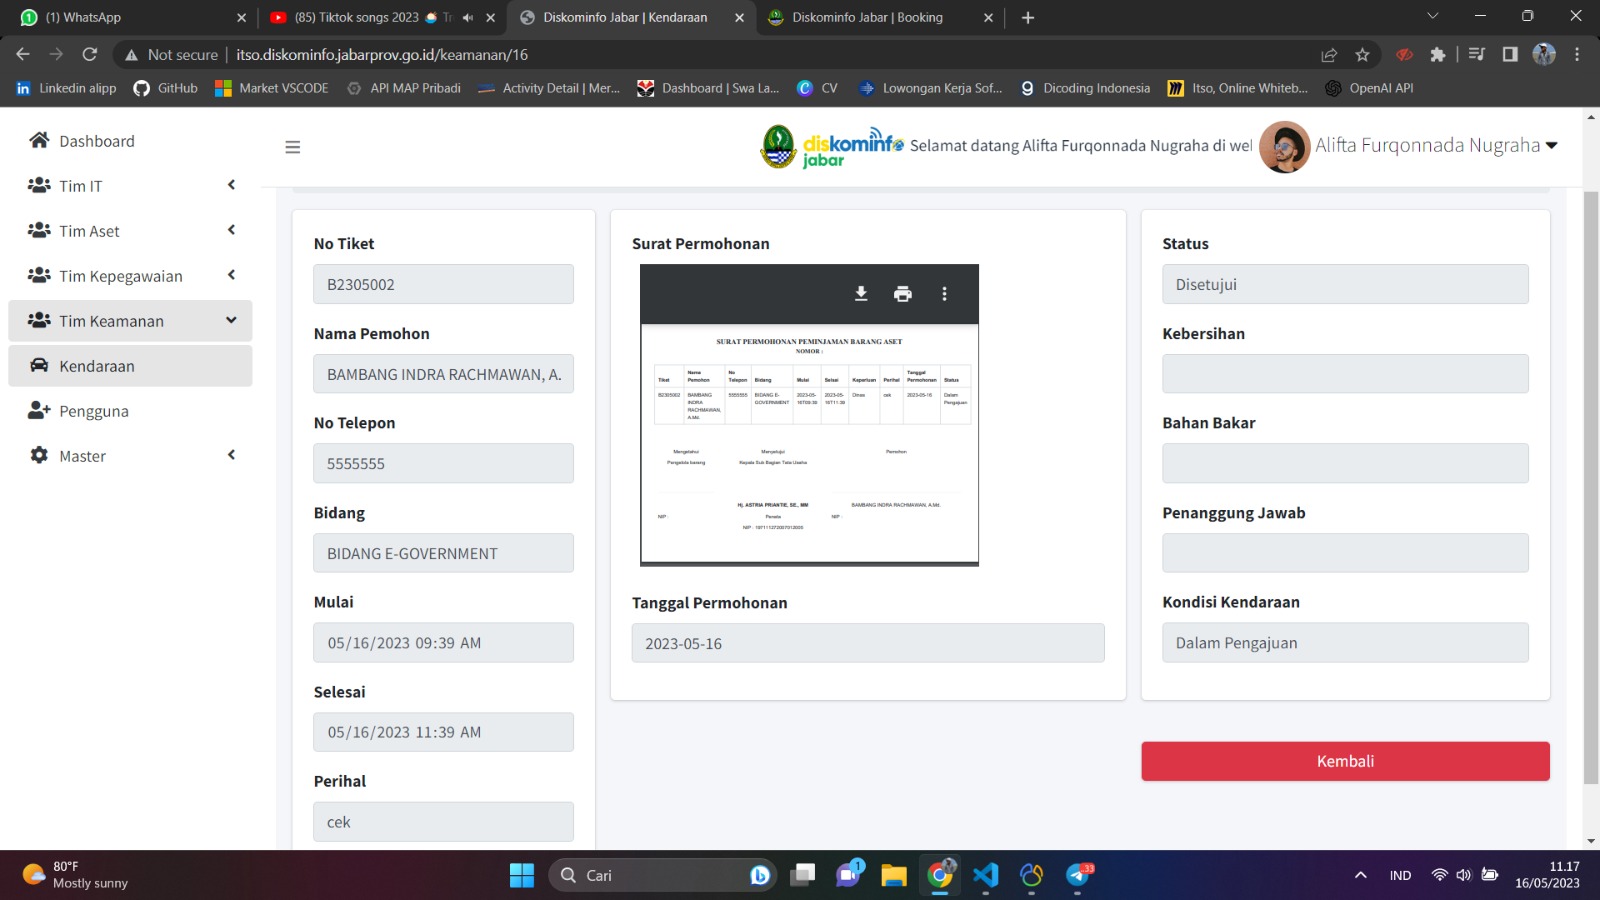 (1) WhatsApp
(85) Tiktok songs 2023
Diskominfo Jabar | Kendaraan
Diskominfo Jabar | Booking
Not secure
itso.diskominfo.jabarprov.go.id/keamanan/16
Linkedin alipp
GitHub
Market VSCODE
API MAP Pribadi
Activity Detail | Mer...
Dashboard | Swa La...
CV
Lowongan Kerja Sof...
Dicoding Indonesia
Itso, Online Whiteb...
OpenAI API
Dashboard
Tim IT
Tim Aset
Tim Kepegawaian
Tim Keamanan
Kendaraan
Pengguna
Master
diskominfo
jabar
Selamat datang Alifta Furqonnada Nugraha di wel
Alifta Furqonnada Nugraha
No Tiket
B2305002
Nama Pemohon
BAMBANG INDRA RACHMAWAN, A.
No Telepon
5555555
Bidang
BIDANG E-GOVERNMENT
Mulai
05/16/2023 09:39 AM
Selesai
05/16/2023 11:39 AM
Perihal
cek
Surat Permohonan
SURAT PERMOHONAN PEMINJAMAN BARANG ASET
NOMOR :
Tiket
Nama Pemohon
No Telepon
Bidang
Mulai
Selsai
Keperluan
Perihal
Tanggal Permohonan
Status
B2305002
BAMBANG INDRA RACHMAWAN, A.Md.
5555555
BIDANG E-GOVERNMENT
2023-05-16T09:39
2023-05-16T11:39
Dinas
cek
2023-05-16
Dalam Pengajuan
Mengetahui
Pengelola barang
Menyetujui
Kepala Sub Bagian Tata Usaha
Pemohon
Hj. ASTRIA PRIANTIE, SE., MM
BAMBANG INDRA RACHMAWAN, A.Md.
NIP :
Penata
NIP :
Tanggal Permohonan
2023-05-16
Status
Disetujui
Kebersihan
Bahan Bakar
Penanggung Jawab
Kondisi Kendaraan
Dalam Pengajuan
Kembali
80°F
Mostly sunny
Cari
1
33
IND
11.17
16/05/2023